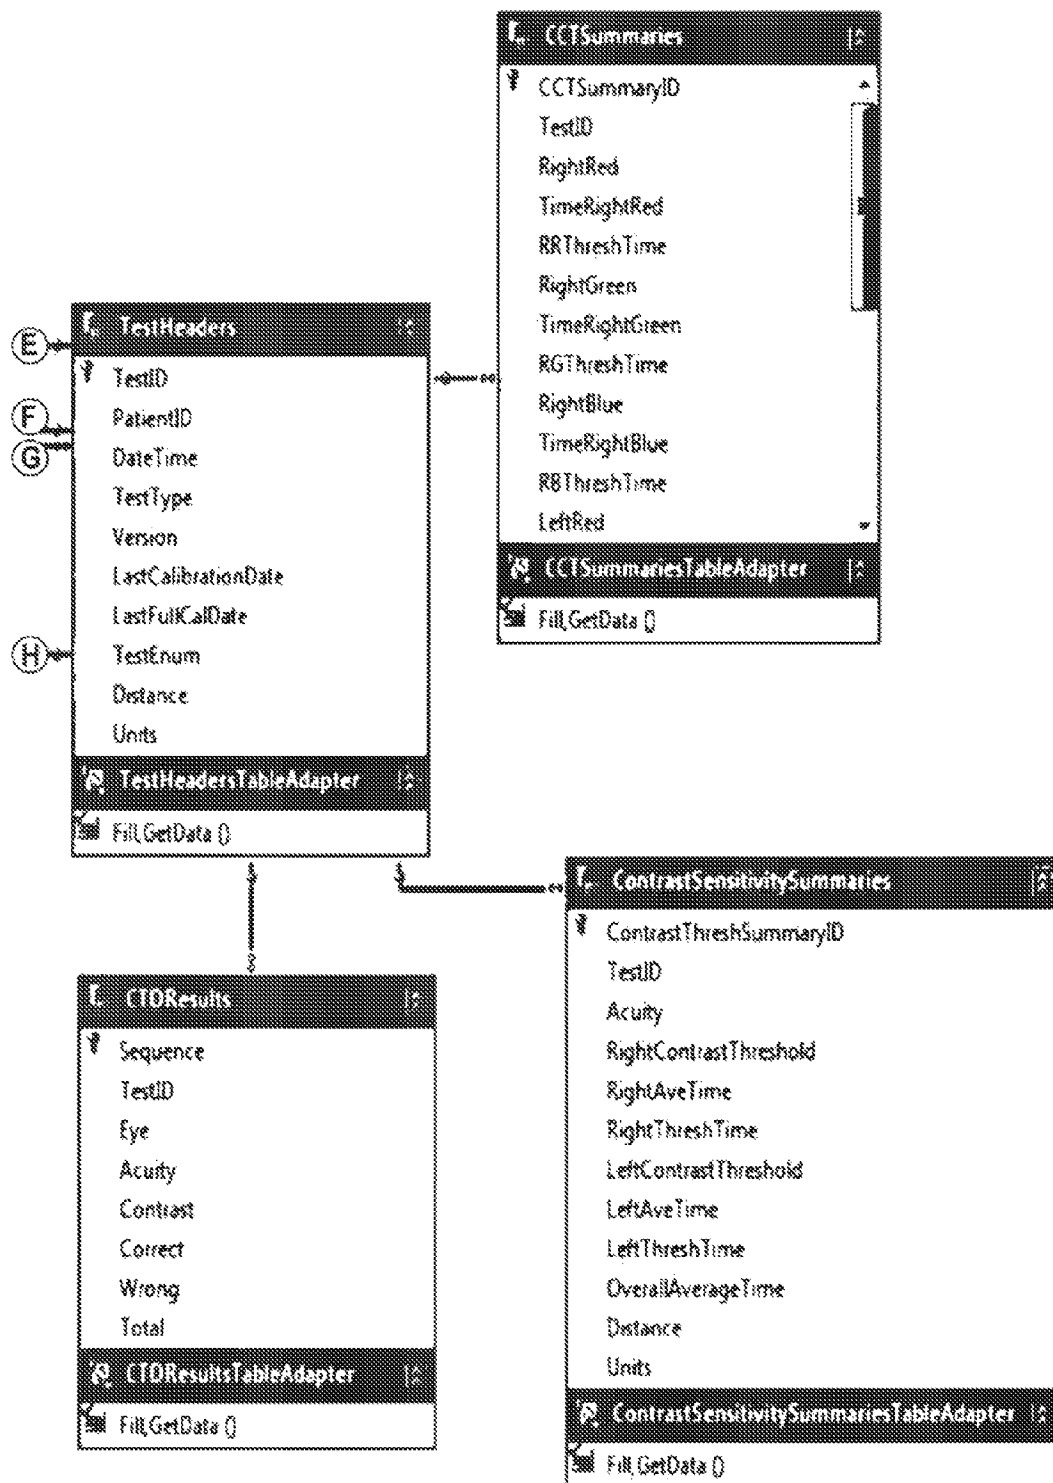 CCTSummaries
CCTSummaryID
TestID
RightRed
TimeRightRed
RRThreshTime
RightGreen
TimeRightGreen
RGThreshTime
RightBlue
TimeRightBlue
RBThreshTime
LeftRed
CCTSummariesTableAdapter
Fill,GetData ()
E
F
G
H
TestHeaders
TestID
PatientID
DateTime
TestType
Version
LastCalibrationDate
LastFullCalDate
TestEnum
Distance
Units
TestHeadersTableAdapter
Fill,GetData ()
CTDResults
Sequence
TestID
Eye
Acuity
Contrast
Correct
Wrong
Total
CTDResultsTableAdapter
Fill,GetData ()
ContrastSensitivitySummaries
ContrastThreshSummaryID
TestID
Acuity
RightContrastThreshold
RightAveTime
RightThreshTime
LeftContrastThreshold
LeftAveTime
LeftThreshTime
OverallAverageTime
Distance
Units
ContrastSensitivitySummariesTableAdapter
Fill,GetData ()